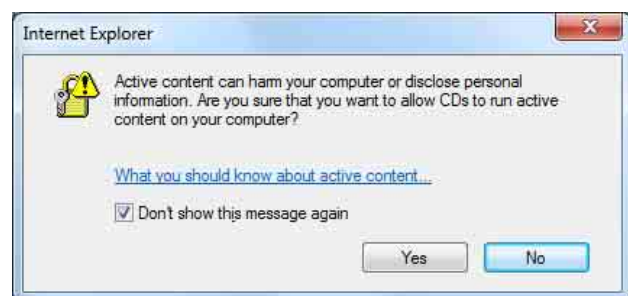 Internet Explorer
Active content can harm your computer or disclose personal
information. Are you sure that you want to allow CDs to run active
content on your computer?
What you should know about active content...
Don't show this message again
Yes No